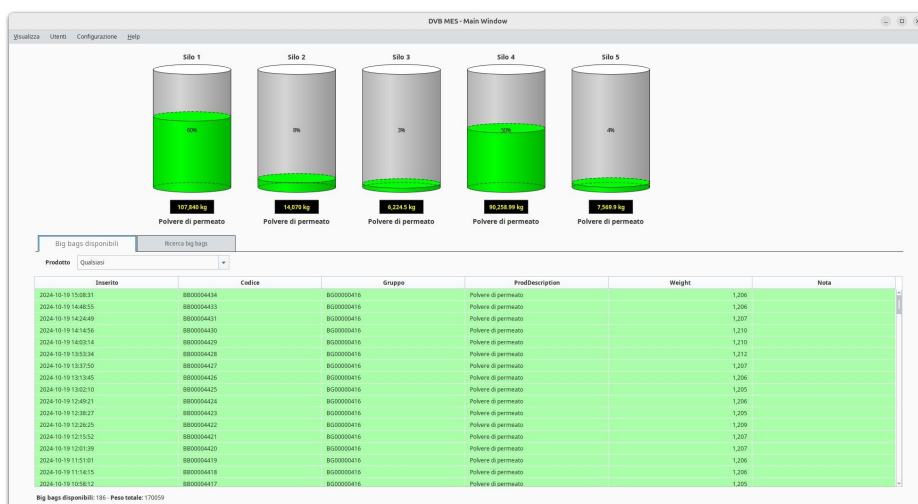 DVB MES - Main Window
Visualizza Utenti Configurazione Help
Silo 1 Silo 2 Silo 3 Silo 4 Silo 5
60% 8% 3% 50% 4%
107,840 kg 14,070 kg 6,224.5 kg 90,258.99 kg 7,569.9 kg
Polvere di permeato Polvere di permeato Polvere di permeato Polvere di permeato Polvere di permeato
Big bags disponibili Ricerca big bags
Prodotto Qualsiasi
Inserito Codice Gruppo ProdDescription Weight Nota
2024-10-19 15:08:31 BB00004434 BG00000416 Polvere di permeato 1,206
2024-10-19 14:48:55 BB00004433 BG00000416 Polvere di permeato 1,206
2024-10-19 14:24:49 BB00004431 BG00000416 Polvere di permeato 1,207
2024-10-19 14:14:56 BB00004430 BG00000416 Polvere di permeato 1,210
2024-10-19 14:03:14 BB00004429 BG00000416 Polvere di permeato 1,210
2024-10-19 13:53:34 BB00004428 BG00000416 Polvere di permeato 1,212
2024-10-19 13:37:50 BB00004427 BG00000416 Polvere di permeato 1,207
2024-10-19 13:13:45 BB00004426 BG00000416 Polvere di permeato 1,206
2024-10-19 13:02:10 BB00004425 BG00000416 Polvere di permeato 1,205
2024-10-19 12:49:21 BB00004424 BG00000416 Polvere di permeato 1,206
2024-10-19 12:38:27 BB00004423 BG00000416 Polvere di permeato 1,205
2024-10-19 12:26:25 BB00004422 BG00000416 Polvere di permeato 1,209
2024-10-19 12:15:52 BB00004421 BG00000416 Polvere di permeato 1,207
2024-10-19 12:01:39 BB00004420 BG00000416 Polvere di permeato 1,207
2024-10-19 11:51:01 BB00004419 BG00000416 Polvere di permeato 1,206
2024-10-19 11:14:15 BB00004418 BG00000416 Polvere di permeato 1,206
2024-10-19 10:58:12 BB00004417 BG00000416 Polvere di permeato 1,205
Big bags disponibili: 186 - Peso totale: 170059